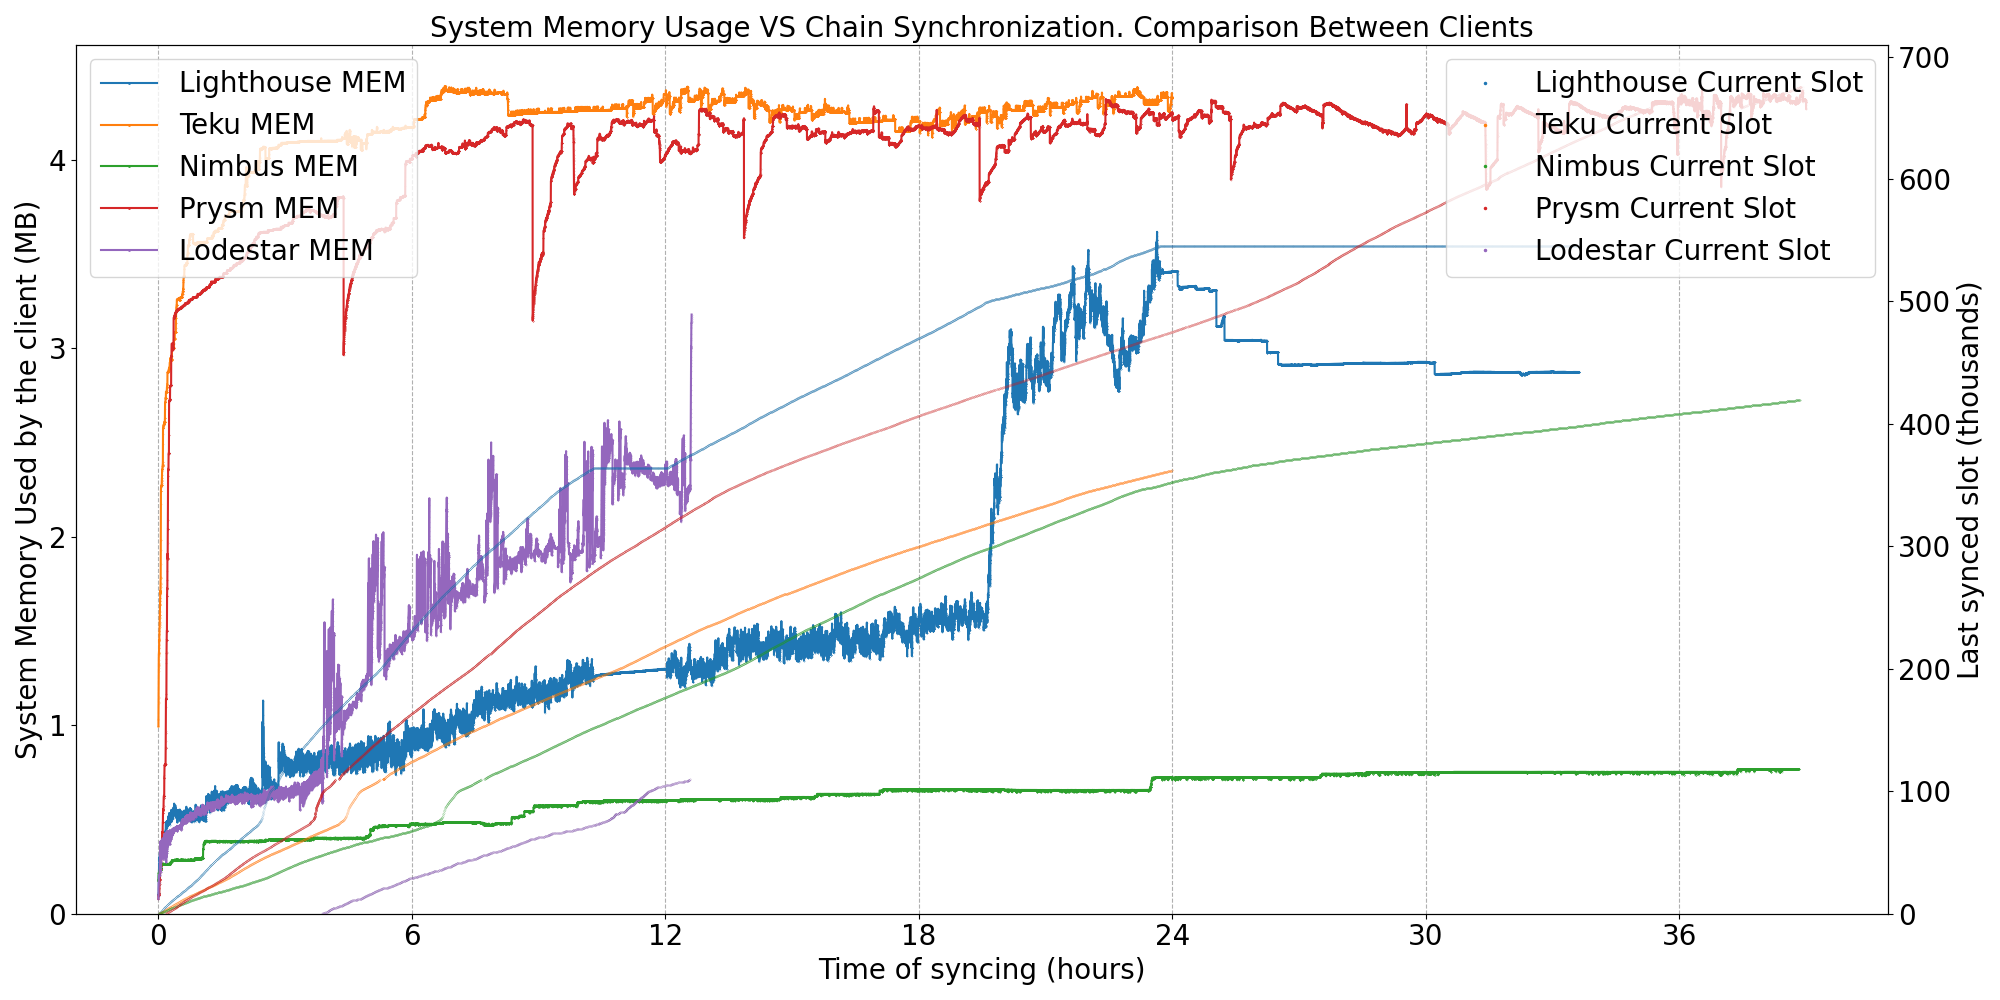 System Memory Usage VS Chain Synchronization. Comparison Between Clients
Lighthouse MEM
Teku MEM
Nimbus MEM
Prysm MEM
Lodestar MEM
Lighthouse Current Slot
Teku Current Slot
Nimbus Current Slot
Prysm Current Slot
Lodestar Current Slot
System Memory Used by the client (MB)
4
3
2
1
0
Last synced slot (thousands)
700
600
500
400
300
200
100
0
0 6 12 18 24 30 36
Time of syncing (hours)